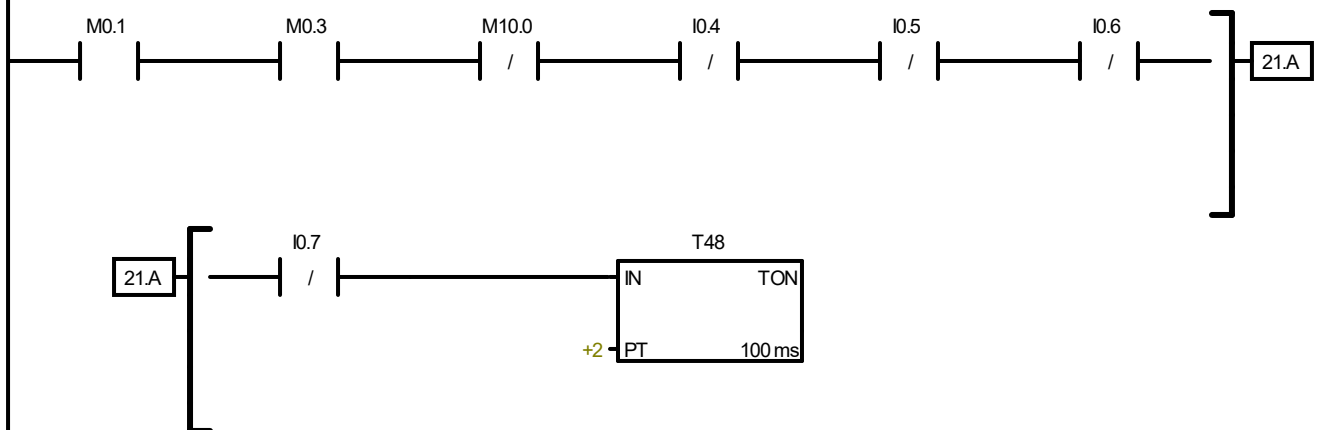 M0.1 M0.3 M10.0 I0.4 I0.5 I0.6
/ / / /
21.A
I0.7 T48
21.A / IN TON
+2 PT 100 ms